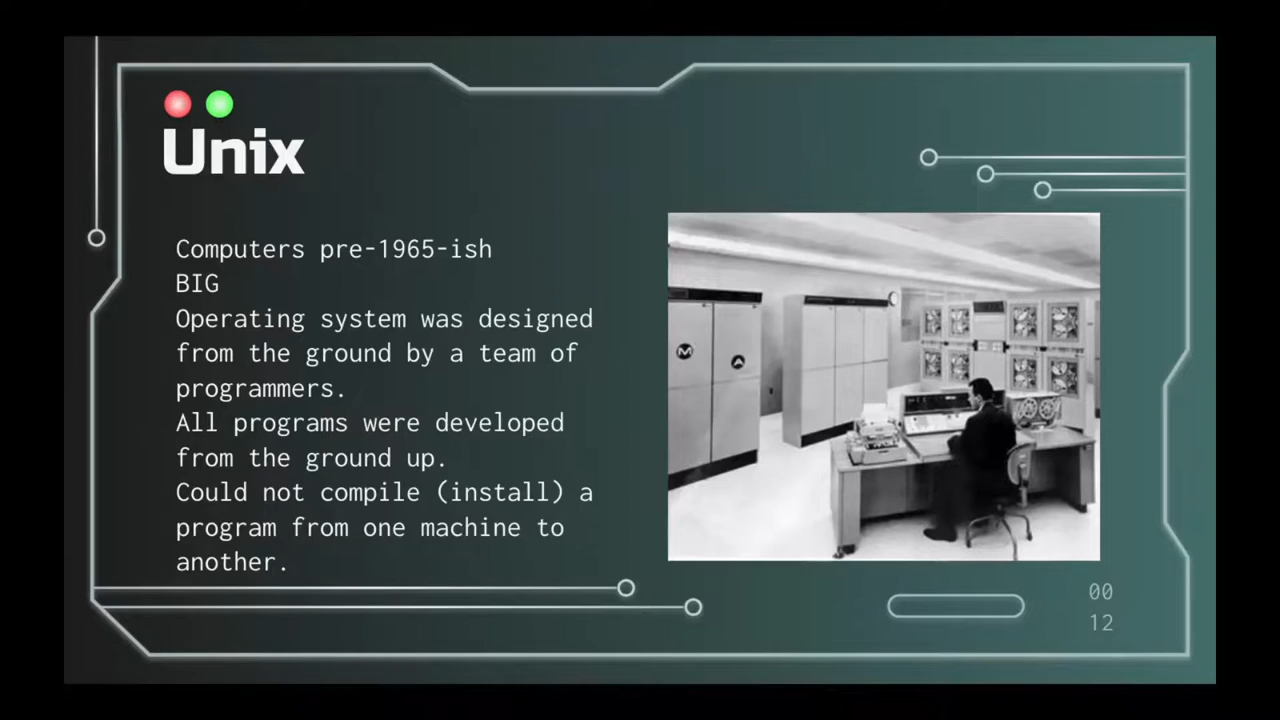 Unix
Computers pre-1965-ish
BIG
Operating system was designed
from the ground by a team of
programmers.
All programs were developed
from the ground up.
Could not compile (install) a
program from one machine to
another.
M
A
00
12